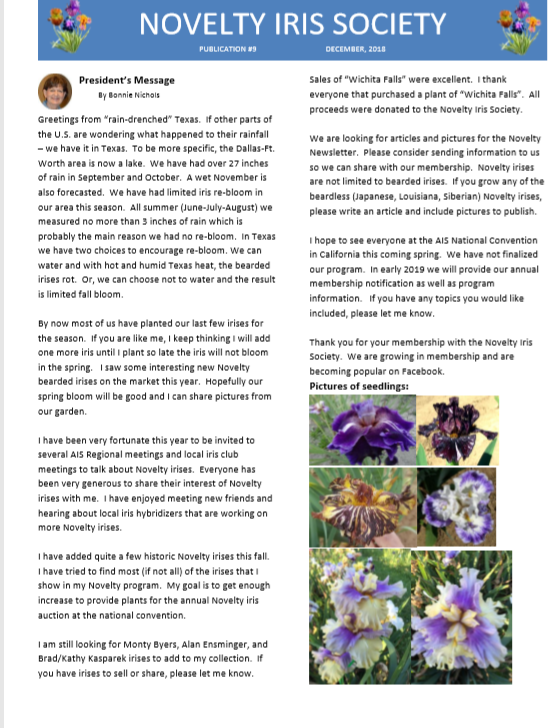 NOVELTY IRIS SOCIETY
PUBLICATION #9 DECEMBER, 2018
President's Message
By Bonnie Nichols
Greetings from "rain-drenched" Texas. If other parts of
the U.S. are wondering what happened to their rainfall
– we have it in Texas. To be more specific, the Dallas-Ft.
Worth area is now a lake. We have had over 27 inches
of rain in September and October. A wet November is
also forecasted. We have had limited iris re-bloom in
our area this season. All summer (June-July-August) we
measured no more than 3 inches of rain which is
probably the main reason we had no re-bloom. In Texas
we have two choices to encourage re-bloom. We can
water and with hot and humid Texas heat, the bearded
irises rot. Or, we can choose not to water and the result
is limited fall bloom.
By now most of us have planted our last few irises for
the season. If you are like me, I keep thinking I will add
one more iris until I plant so late the iris will not bloom
in the spring. I saw some interesting new Novelty
bearded irises on the market this year. Hopefully our
spring bloom will be good and I can share pictures from
our garden.
I have been very fortunate this year to be invited to
several AIS Regional meetings and local iris club
meetings to talk about Novelty irises. Everyone has
been very generous to share their interest of Novelty
irises with me. I have enjoyed meeting new friends and
hearing about local iris hybridizers that are working on
more Novelty irises.
I have added quite a few historic Novelty irises this fall.
I have tried to find most (if not all) of the irises that I
show in my Novelty program. My goal is to get enough
increase to provide plants for the annual Novelty iris
auction at the national convention.
I am still looking for Monty Byers, Alan Ensminger, and
Brad/Kathy Kasparek irises to add to my collection. If
you have irises to sell or share, please let me know.
Sales of "Wichita Falls" were excellent. I thank
everyone that purchased a plant of "Wichita Falls". All
proceeds were donated to the Novelty Iris Society.
We are looking for articles and pictures for the Novelty
Newsletter. Please consider sending information to us
so we can share with our membership. Novelty irises
are not limited to bearded irises. If you grow any of the
beardless (Japanese, Louisiana, Siberian) Novelty irises,
please write an article and include pictures to publish.
I hope to see everyone at the AIS National Convention
in California this coming spring. We have not finalized
our program. In early 2019 we will provide our annual
membership notification as well as program
information. If you have any topics you would like
included, please let me know.
Thank you for your membership with the Novelty Iris
Society. We are growing in membership and are
becoming popular on Facebook.
Pictures of seedlings: